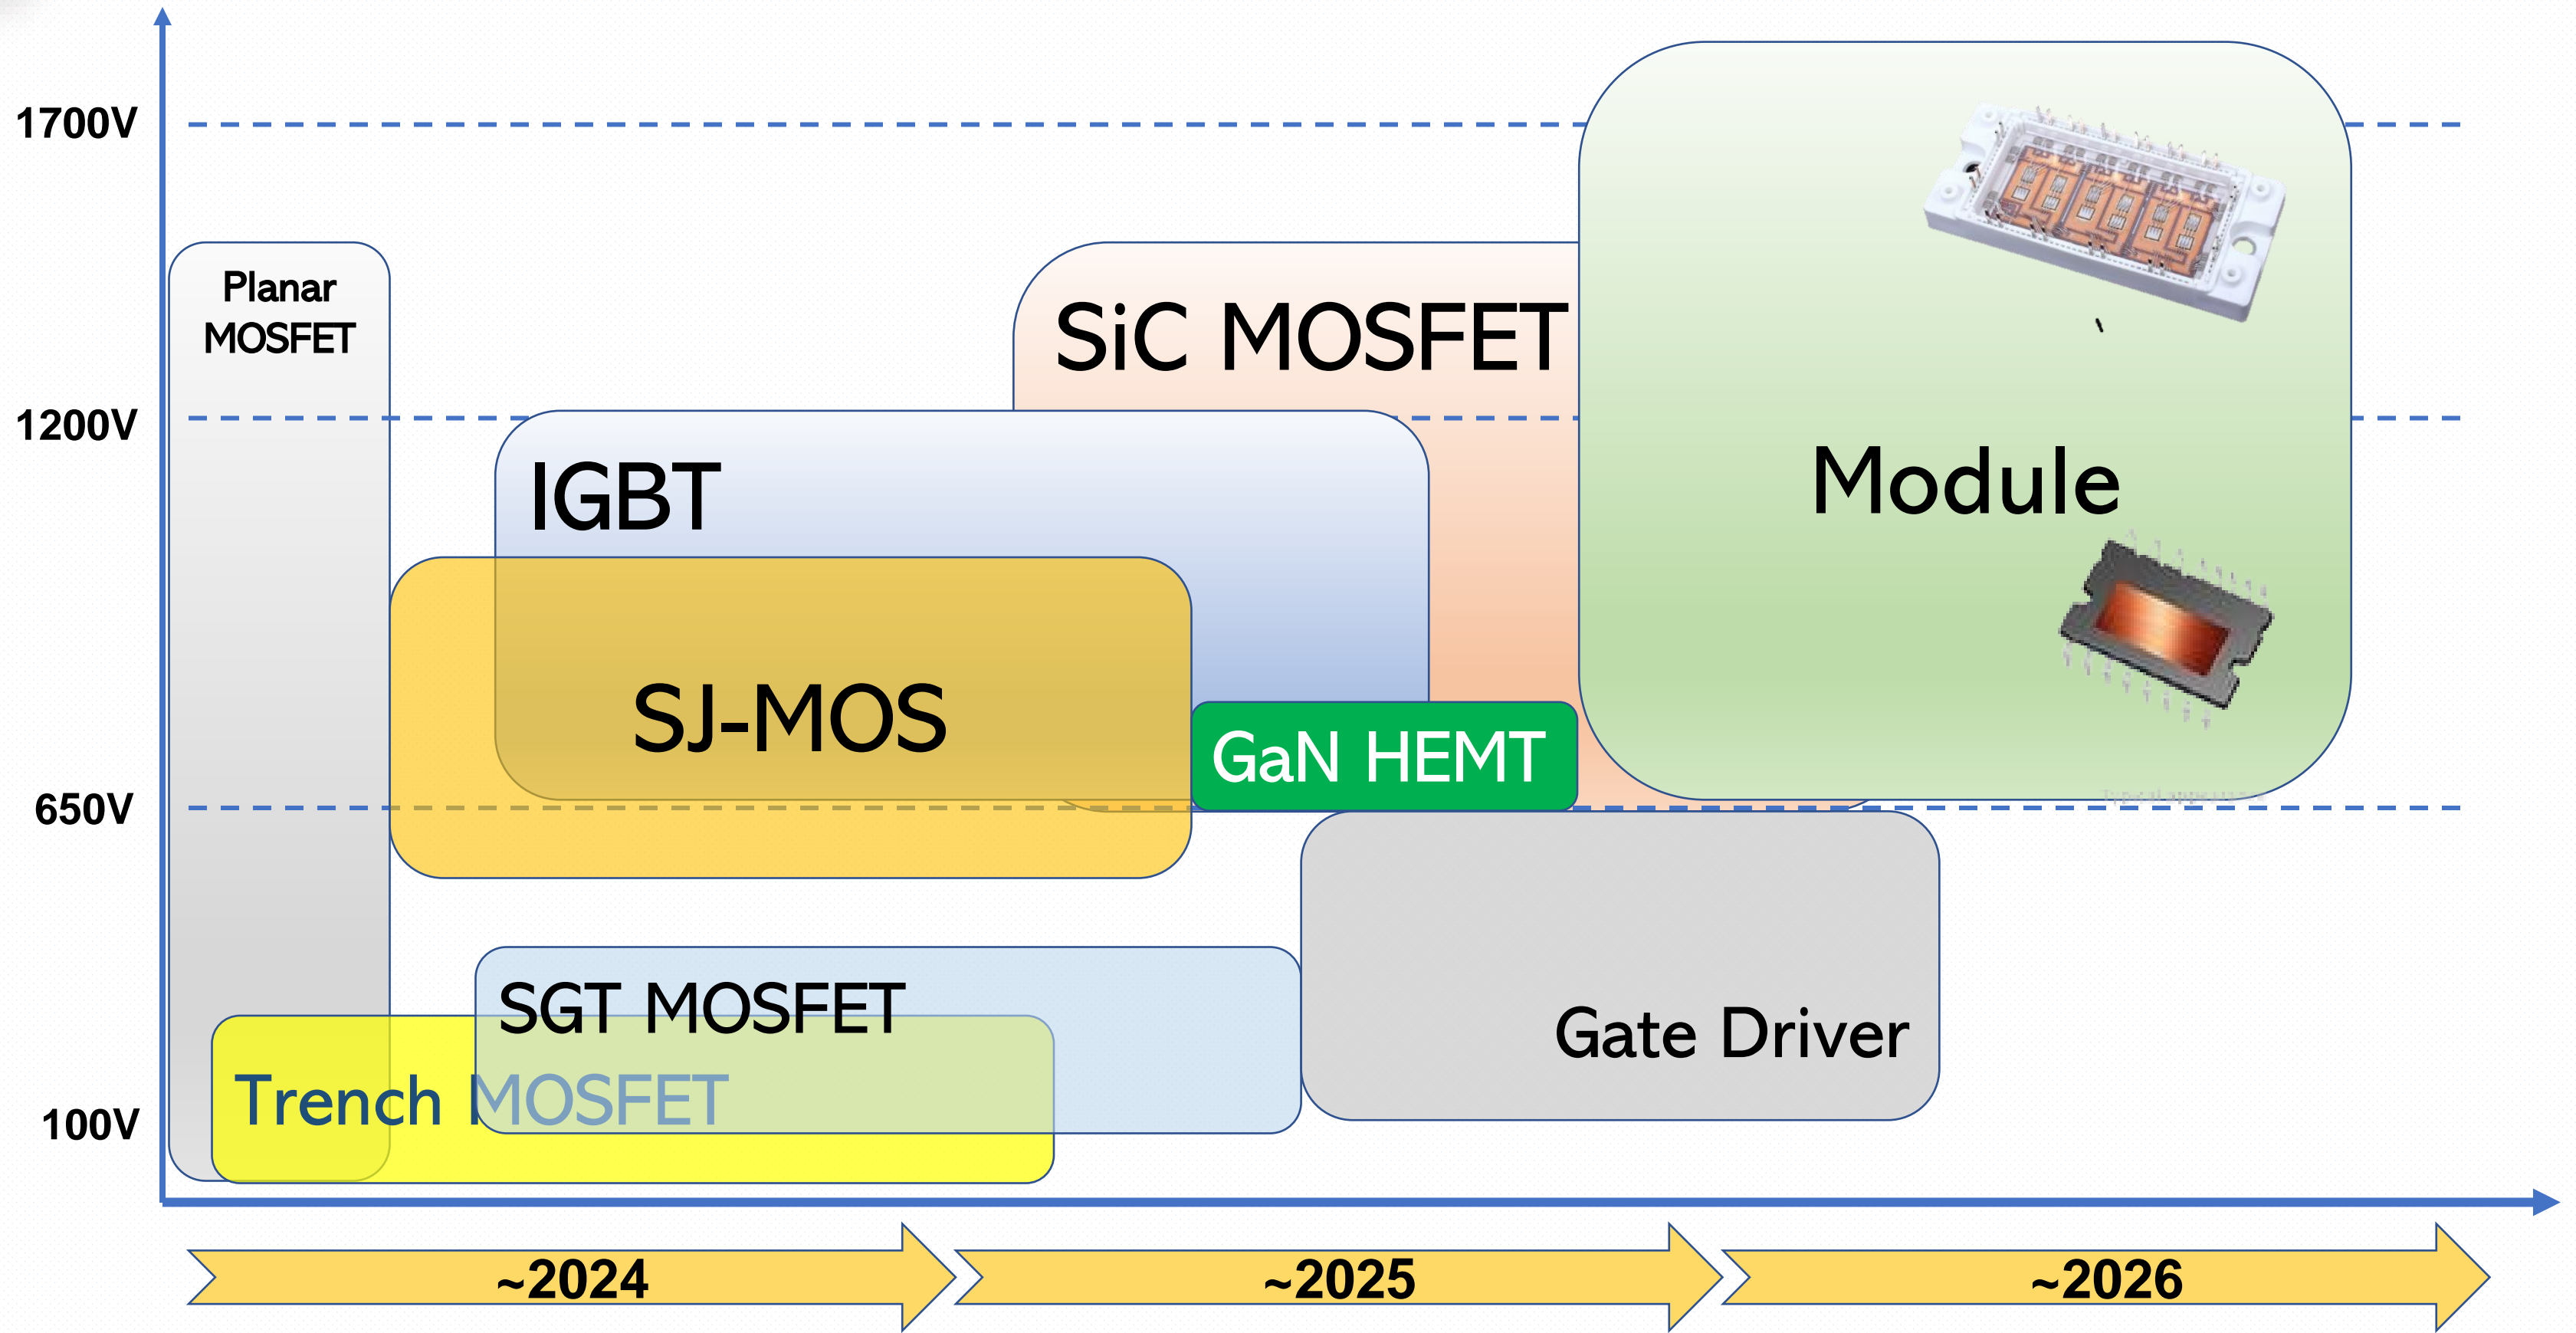 1700V
Planar
MOSFET
SiC MOSFET
1200V
IGBT
Module
SJ-MOS
GaN HEMT
650V
SGT MOSFET
Gate Driver
Trench MOSFET
100V
~2024
~2025
~2026